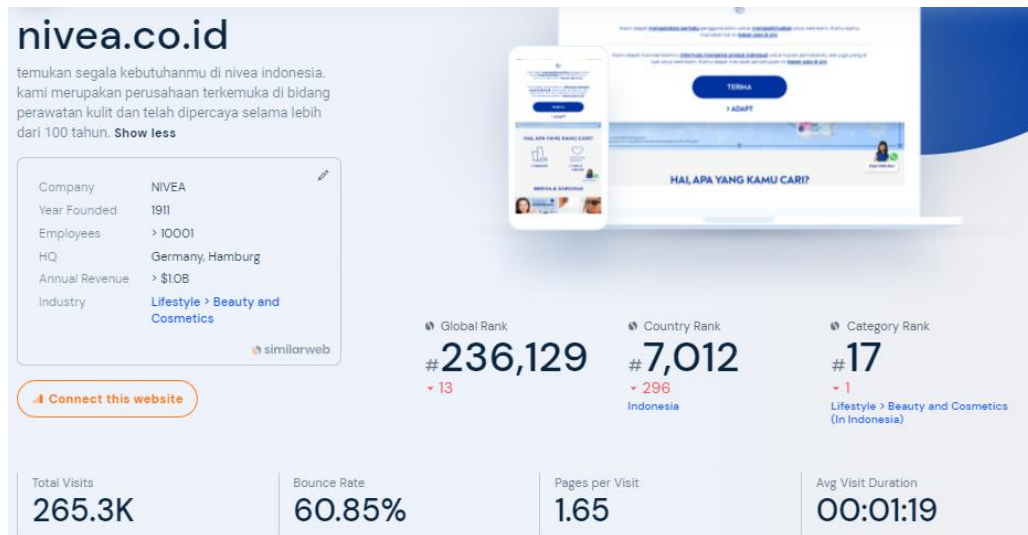 nivea.co.id
temukan segala kebutuhanmu di nivea indonesia.
kami merupakan perusahaan terkemuka di bidang
perawatan kulit dan telah dipercaya selama lebih
dari 100 tahun. Show less
Company NIVEA
Year Founded 1911
Employees > 10001
HQ Germany, Hamburg
Annual Revenue > $1.0B
Industry Lifestyle > Beauty and
Cosmetics
similarweb
Connect this website
TERIMA
> ADAPT
HAI, APA YANG KAMU CARI?
TERIMA
> ADAPT
HAI, APA YANG KAMU CARI?
Global Rank
#236,129
13
Country Rank
#7,012
296
Indonesia
Category Rank
#17
1
Lifestyle > Beauty and Cosmetics
(In Indonesia)
Total Visits
265.3K
Bounce Rate
60.85%
Pages per Visit
1.65
Avg Visit Duration
00:01:19